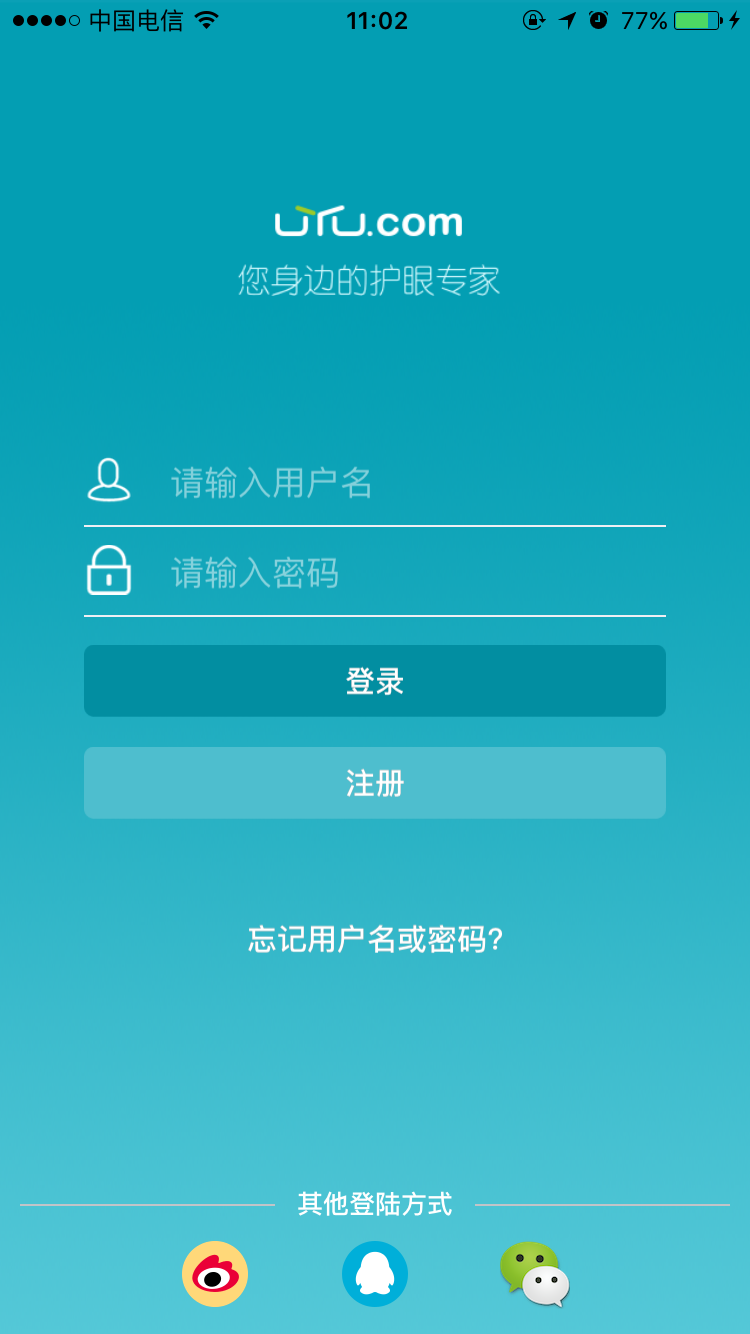 中国电信 11:02 77%
UTU.com
您身边的护眼专家
请输入用户名
请输入密码
登录
注册
忘记用户名或密码?
其他登陆方式